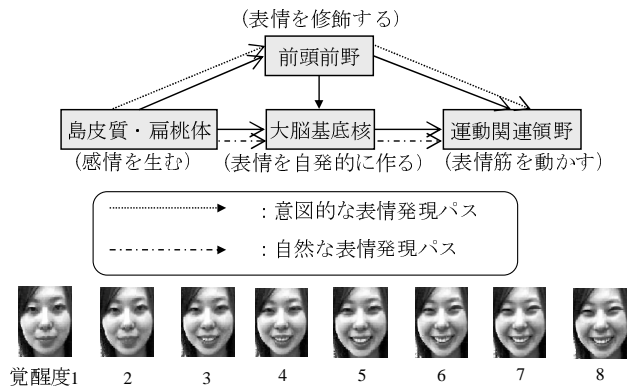 (表情を修飾する)
前頭前野
島皮質・扁桃体
大脳基底核
運動関連領野
(感情を生む)
(表情を自発的に作る)
(表情筋を動かす)
：意図的な表情発現パス
：自然な表情発現パス
覚醒度1 2 3 4 5 6 7 8